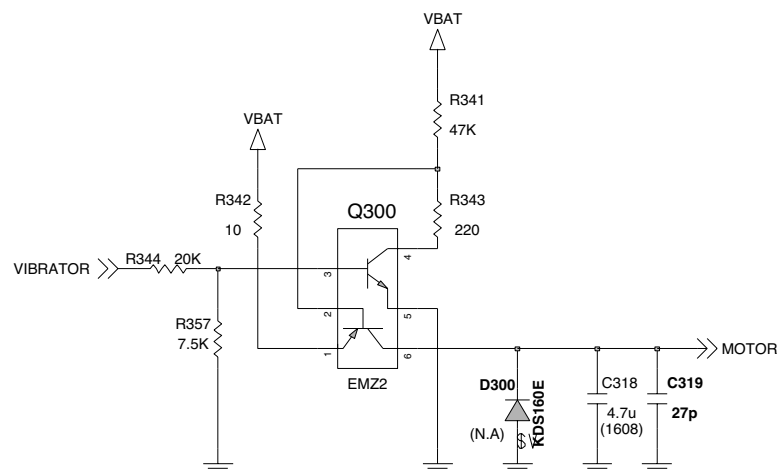 VBAT
R341
47K
VBAT
R342
10
Q300
R343
220
4
R344 20K
VIBRATOR
3
2
5
R357
7.5K
1
6
MOTOR
EMZ2
D300
KDS160E
(N.A)
C318
4.7u
(1608)
C319
27p